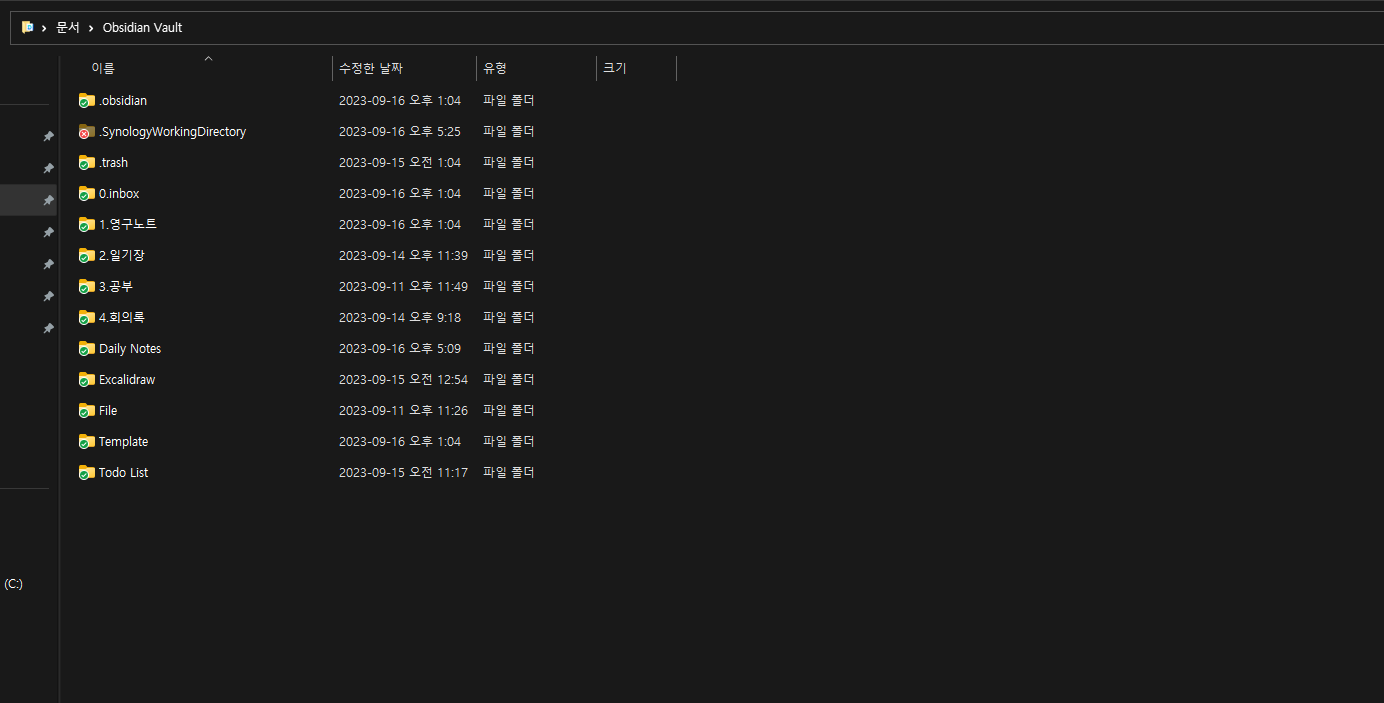 문서 > Obsidian Vault
이름 수정한 날짜 유형 크기
.obsidian 2023-09-16 오후 1:04 파일 폴더
.SynologyWorkingDirectory 2023-09-16 오후 5:25 파일 폴더
.trash 2023-09-15 오전 1:04 파일 폴더
0.inbox 2023-09-16 오후 1:04 파일 폴더
1.영구노트 2023-09-16 오후 1:04 파일 폴더
2.일기장 2023-09-14 오후 11:39 파일 폴더
3.공부 2023-09-11 오후 11:49 파일 폴더
4.회의록 2023-09-14 오후 9:18 파일 폴더
Daily Notes 2023-09-16 오후 5:09 파일 폴더
Excalidraw 2023-09-15 오전 12:54 파일 폴더
File 2023-09-11 오후 11:26 파일 폴더
Template 2023-09-16 오후 1:04 파일 폴더
Todo List 2023-09-15 오전 11:17 파일 폴더
(C:)